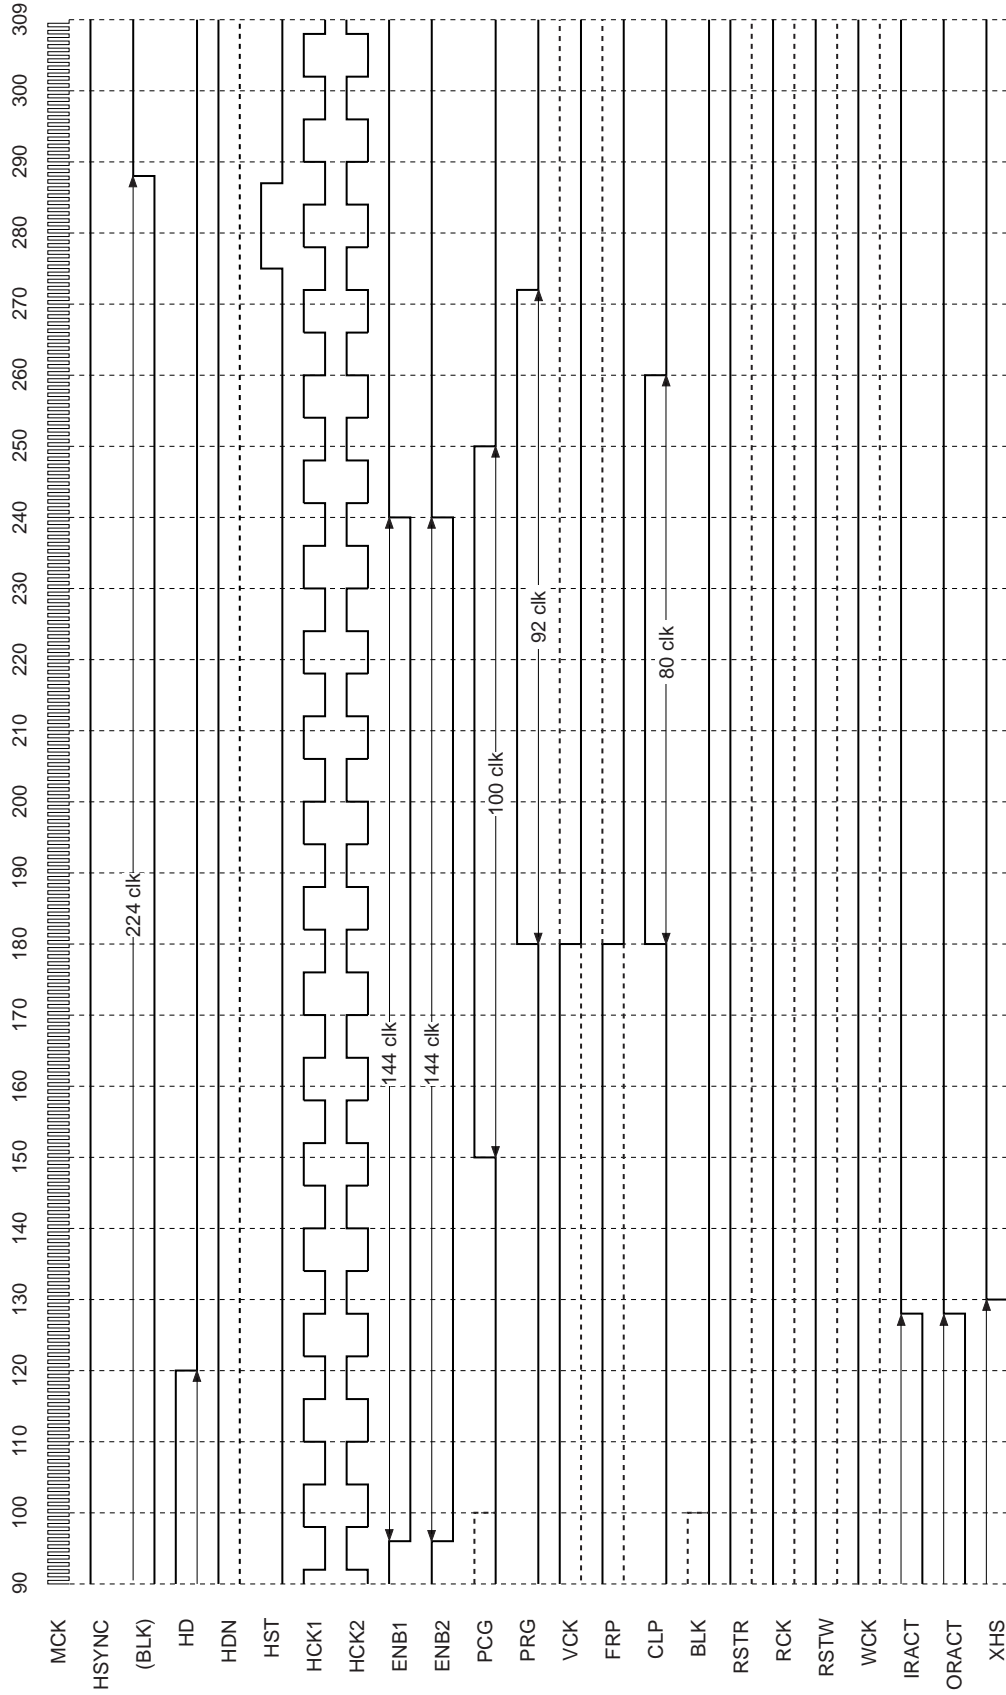 MCK
HSYNC
(BLK)
HD
HDN
HST
HCK1
HCK2
ENB1
ENB2
PCG
PRG
VCK
FRP
CLP
BLK
RSTR
RCK
RSTW
WCK
IRACT
ORACT
XHS
90
100
110
120
130
140
150
160
170
180
190
200
210
220
230
240
250
260
270
280
290
300
309
224 clk
144 clk
144 clk
100 clk
92 clk
80 clk